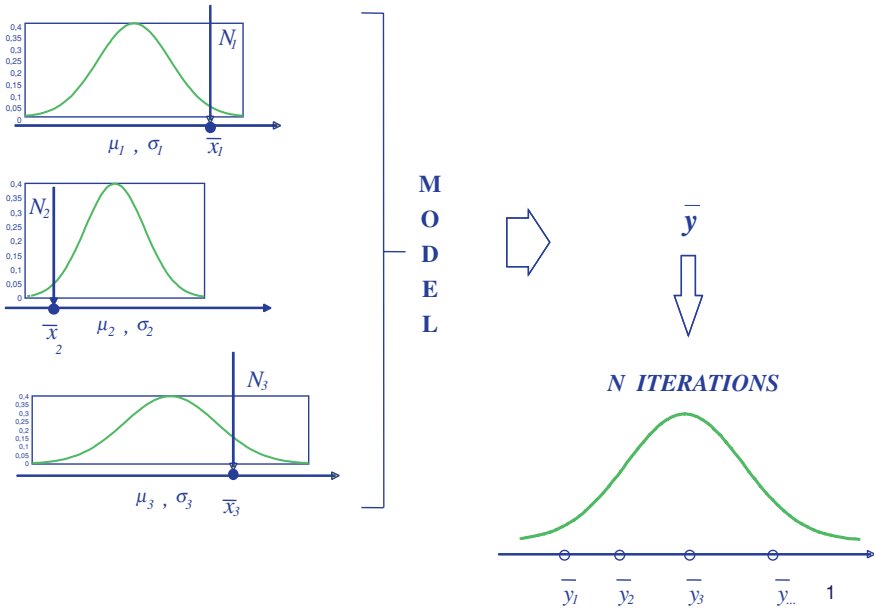 0,4
0,35
0,3
0,25
0,2
0,15
0,1
0,05
0
N₁
μ₁ , σ₁
x̅₁
0,4
0,35
0,3
0,25
0,2
0,15
0,1
0,05
0
N₂
x̅₂
μ₂ , σ₂
0,4
0,35
0,3
0,25
0,2
0,15
0,1
0,05
0
N₃
μ₃ , σ₃
x̅₃
M
O
D
E
L
y̅
N ITERATIONS
y̅₁ y̅₂ y̅₃ y̅... 1